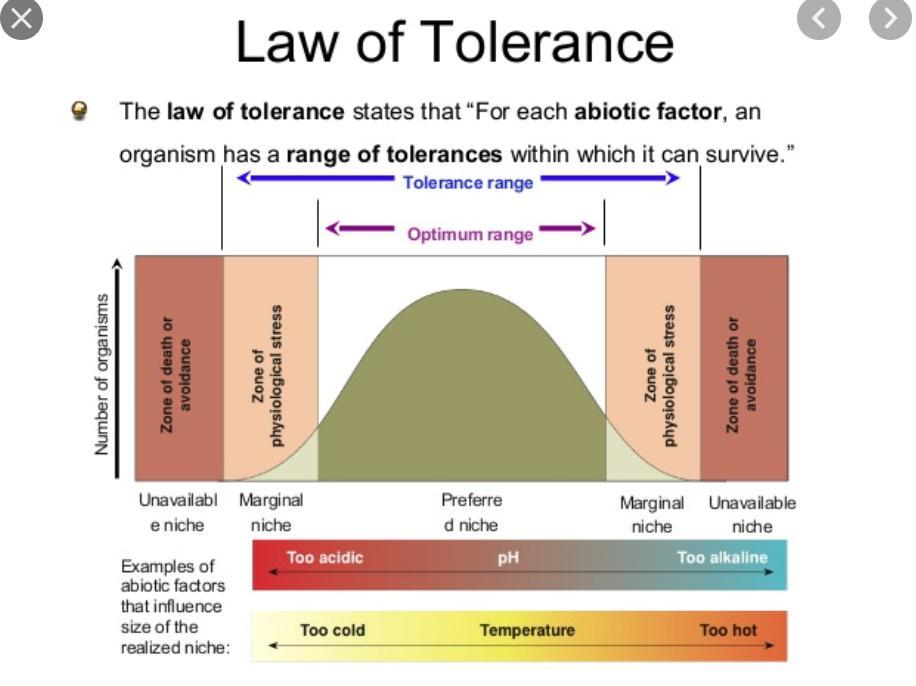 Law of Tolerance
The law of tolerance states that “For each abiotic factor, an
organism has a range of tolerances within which it can survive.”
Tolerance range
Optimum range
Number of organisms
Zone of death or
avoidance
Zone of
physiological stress
Zone of
physiological stress
Zone of death or
avoidance
Unavailabl
e niche
Marginal
niche
Preferre
d niche
Marginal
niche
Unavailable
niche
Examples of
abiotic factors
that influence
size of the
realized niche:
Too acidic
pH
Too alkaline
Too cold
Temperature
Too hot